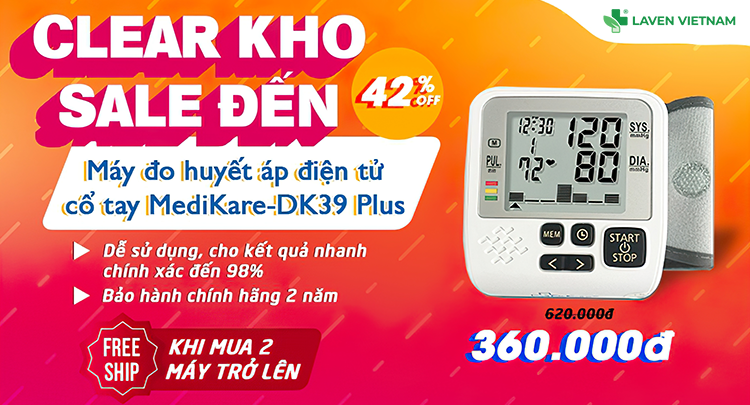 LAVEN VIETNAM
CLEAR KHO
SALE ĐẾN
42% OFF
Máy đo huyết áp điện tử
cổ tay MediKare-DK39 Plus
Dễ sử dụng, cho kết quả nhanh
chính xác đến 98%
Bảo hành chính hãng 2 năm
FREE
SHIP
KHI MUA 2
MÁY TRỞ LÊN
12:30
120
SYS.
mmHg
M
PUL.
min
1
72
80
DIA.
mmHg
MEM
START
STOP
620.000đ
360.000đ